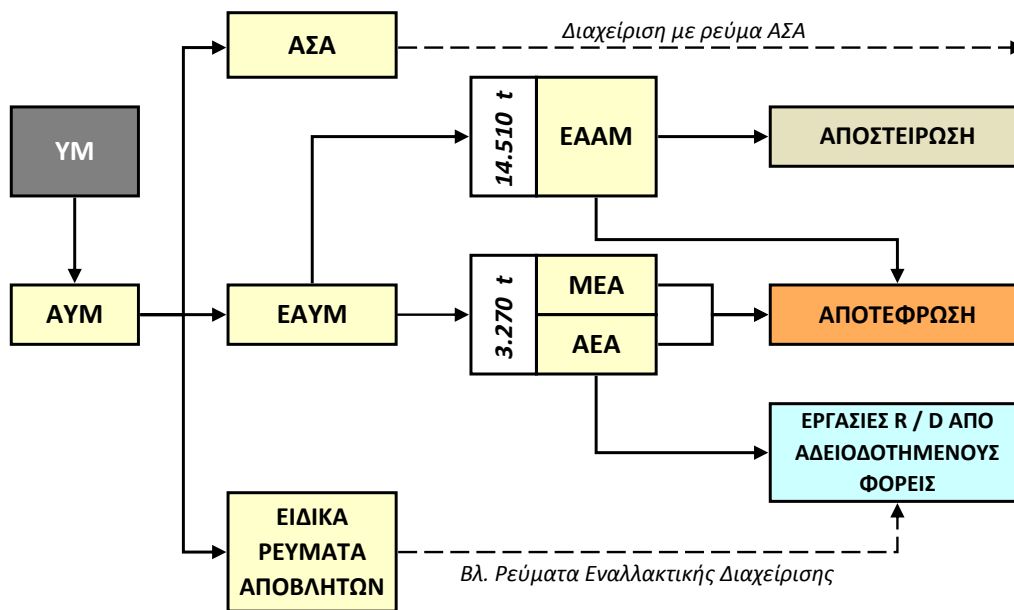 ΑΣΑ
Διαχείριση με ρεύμα ΑΣΑ
ΥΜ
14.510 t
ΕΑΑΜ
ΑΠΟΣΤΕΙΡΩΣΗ
ΑΥΜ
ΕΑΥΜ
3.270 t
ΜΕΑ
ΑΕΑ
ΑΠΟΤΕΦΡΩΣΗ
ΕΡΓΑΣΙΕΣ R / D ΑΠΟ
ΑΔΕΙΟΔΟΤΗΜΕΝΟΥΣ
ΦΟΡΕΙΣ
ΕΙΔΙΚΑ
ΡΕΥΜΑΤΑ
ΑΠΟΒΛΗΤΩΝ
Βλ. Ρεύματα Εναλλακτικής Διαχείρισης